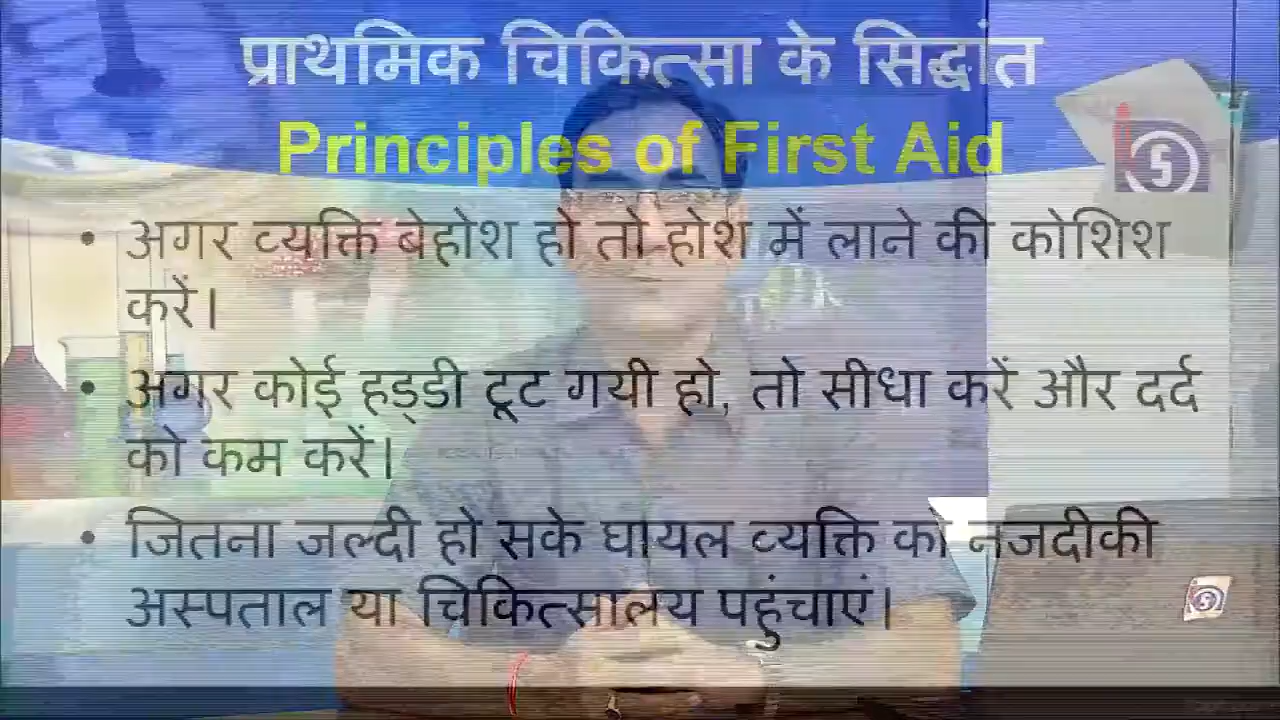 प्राथमिक चिकित्सा के सिद्धांत
Principles of First Aid
• अगर व्यक्ति बेहोश हो तो होश में लाने की कोशिश
करें।
• अगर कोई हड्डी टूट गयी हो, तो सीधा करें और दर्द
को कम करें।
• जितना जल्दी हो सके घायल व्यक्ति को नजदीकी
अस्पताल या चिकित्सालय पहुंचाएं।